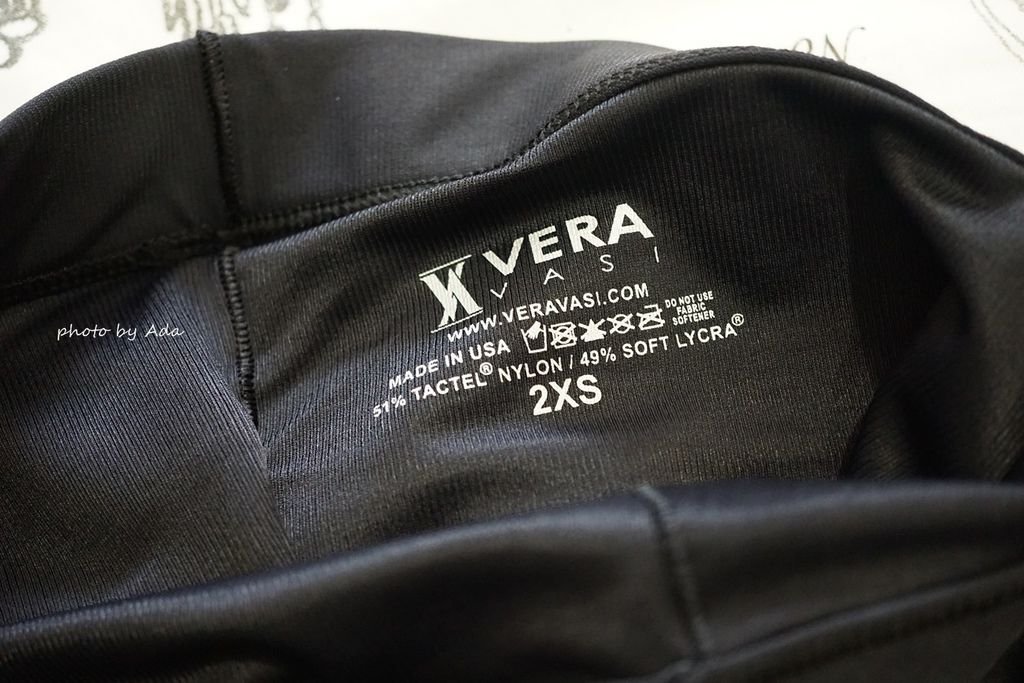 VERA
VASI
WWW.VERAVASI.COM
MADE IN USA
DO NOT USE
FABRIC
SOFTENER
51% TACTEL® NYLON / 49% SOFT LYCRA®
2XS
photo by Ada